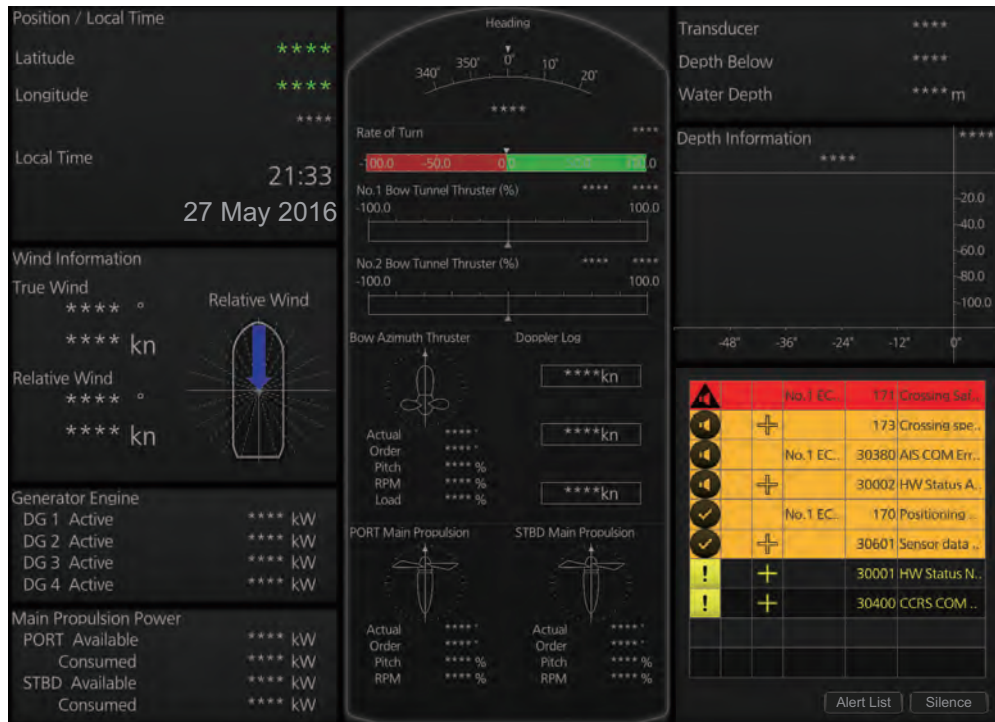 Position / Local Time
Latitude ****
Longitude ****
****
Local Time
21:33
27 May 2016
Wind Information
True Wind
**** °
**** kn
Relative Wind
Relative Wind
**** °
**** kn
Generator Engine
DG 1 Active **** kW
DG 2 Active **** kW
DG 3 Active **** kW
DG 4 Active **** kW
Main Propulsion Power
PORT Available **** kW
Consumed **** kW
STBD Available **** kW
Consumed **** kW
Heading
340° 350° 0° 10° 20°
****
Rate of Turn ****
-100.0 -50.0 0.0
No.1 Bow Tunnel Thruster (%) **** ****
-100.0 100.0
No.2 Bow Tunnel Thruster (%) **** ****
-100.0 100.0
Bow Azimuth Thruster
Actual ****°
Order ****°
Pitch **** %
RPM **** %
Load **** %
Doppler Log
****kn
****kn
****kn
PORT Main Propulsion
Actual ****°
Order ****°
Pitch **** %
RPM **** %
STBD Main Propulsion
Actual ****°
Order ****°
Pitch **** %
RPM **** %
Transducer ****
Depth Below ****
Water Depth **** m
Depth Information ****
****
-20.0
-40.0
-60.0
-80.0
-100.0
-48° -36° -24° -12° 0°
No.1 EC.. 171 Crossing Saf..
173 Crossing spe..
No.1 EC.. 30380 AIS COM Err..
30002 HW Status A..
No.1 EC.. 170 Positioning ..
30601 Sensor data ..
! 30001 HW Status N..
! 30400 CCRS COM ..
Alert List Silence